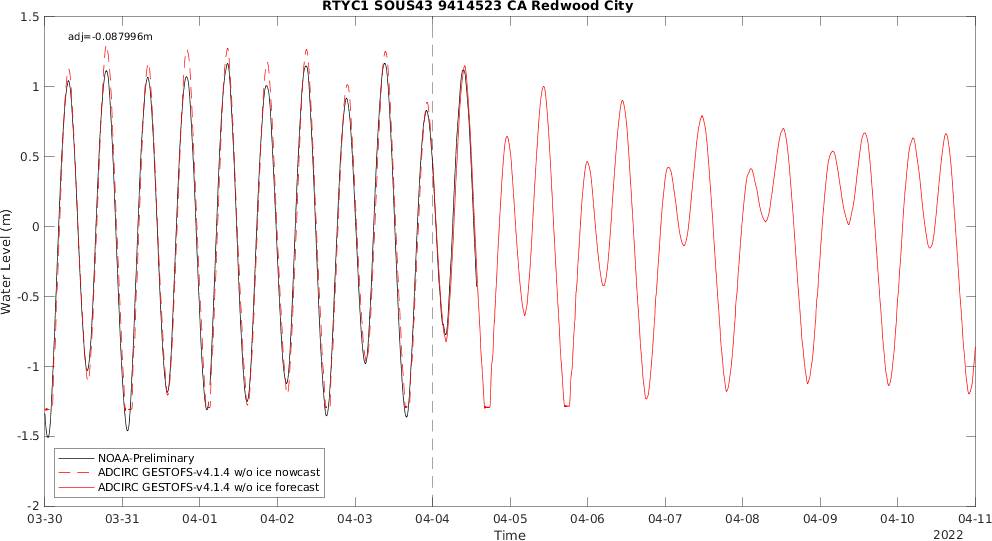 RTYC1 SOUS43 9414523 CA Redwood City
adj=-0.087996m
1.5
1
0.5
0
-0.5
-1
-1.5
-2
Water Level (m)
NOAA-Preliminary
ADCIRC GESTOFS-v4.1.4 w/o ice nowcast
ADCIRC GESTOFS-v4.1.4 w/o ice forecast
03-30 03-31 04-01 04-02 04-03 04-04 04-05 04-06 04-07 04-08 04-09 04-10 04-11
Time
2022